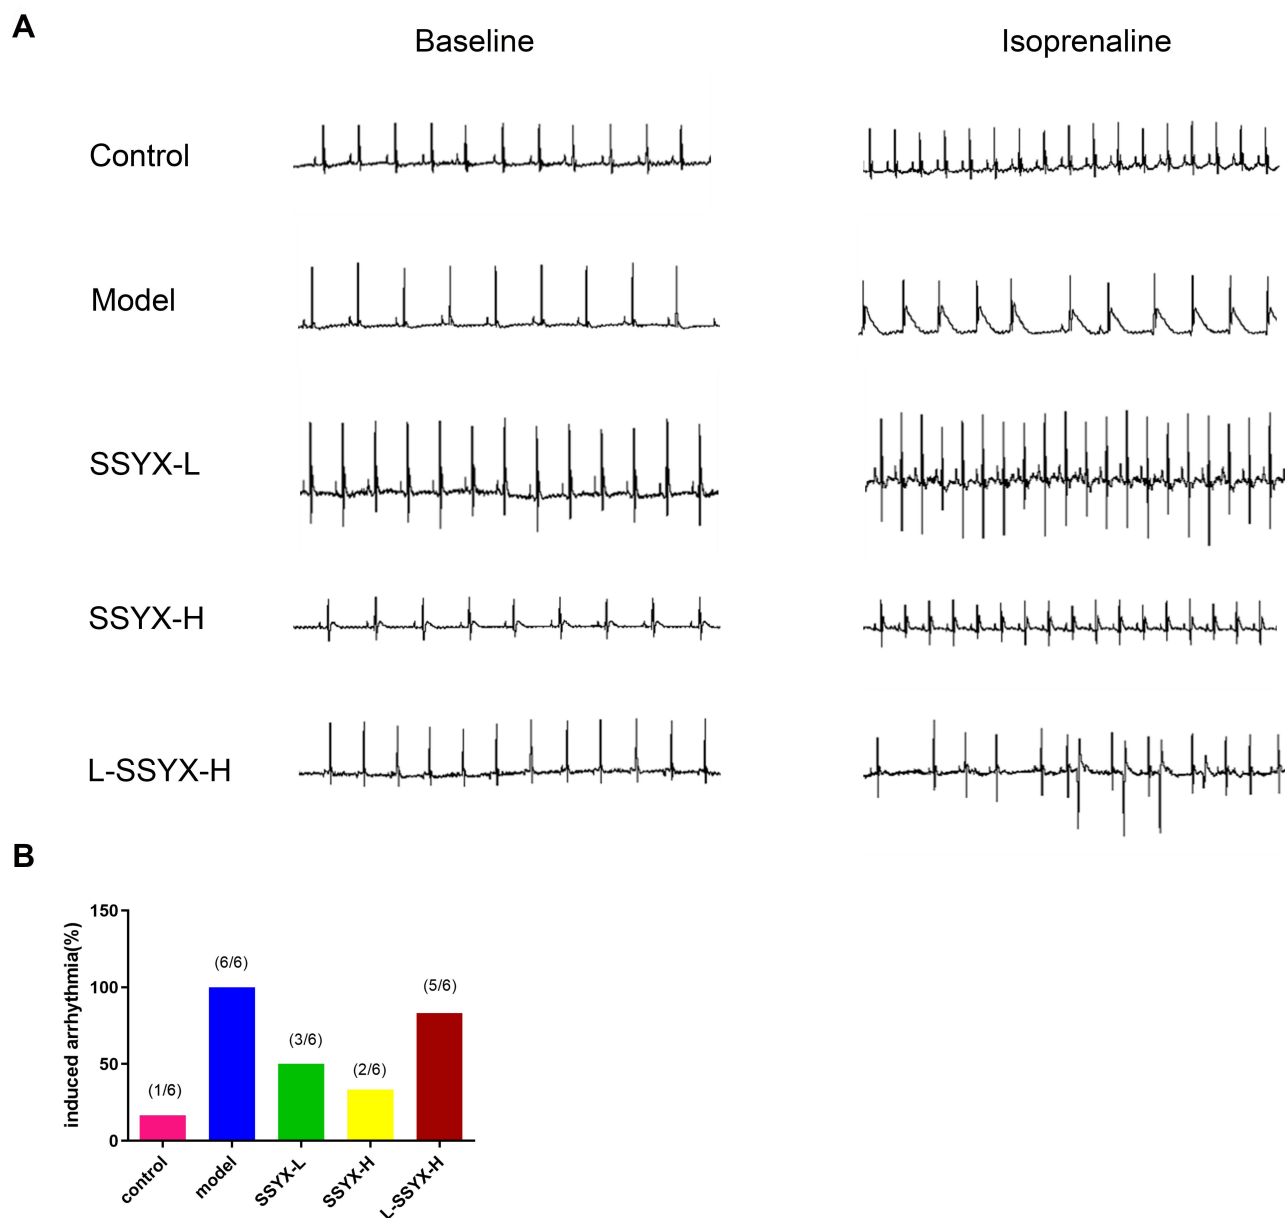 A
Baseline
Isoprenaline
Control
Model
SSYX-L
SSYX-H
L-SSYX-H
B
induced arrhythmia(%)
150
100
50
0
(1/6)
(6/6)
(3/6)
(2/6)
(5/6)
control
model
SSYX-L
SSYX-H
L-SSYX-H